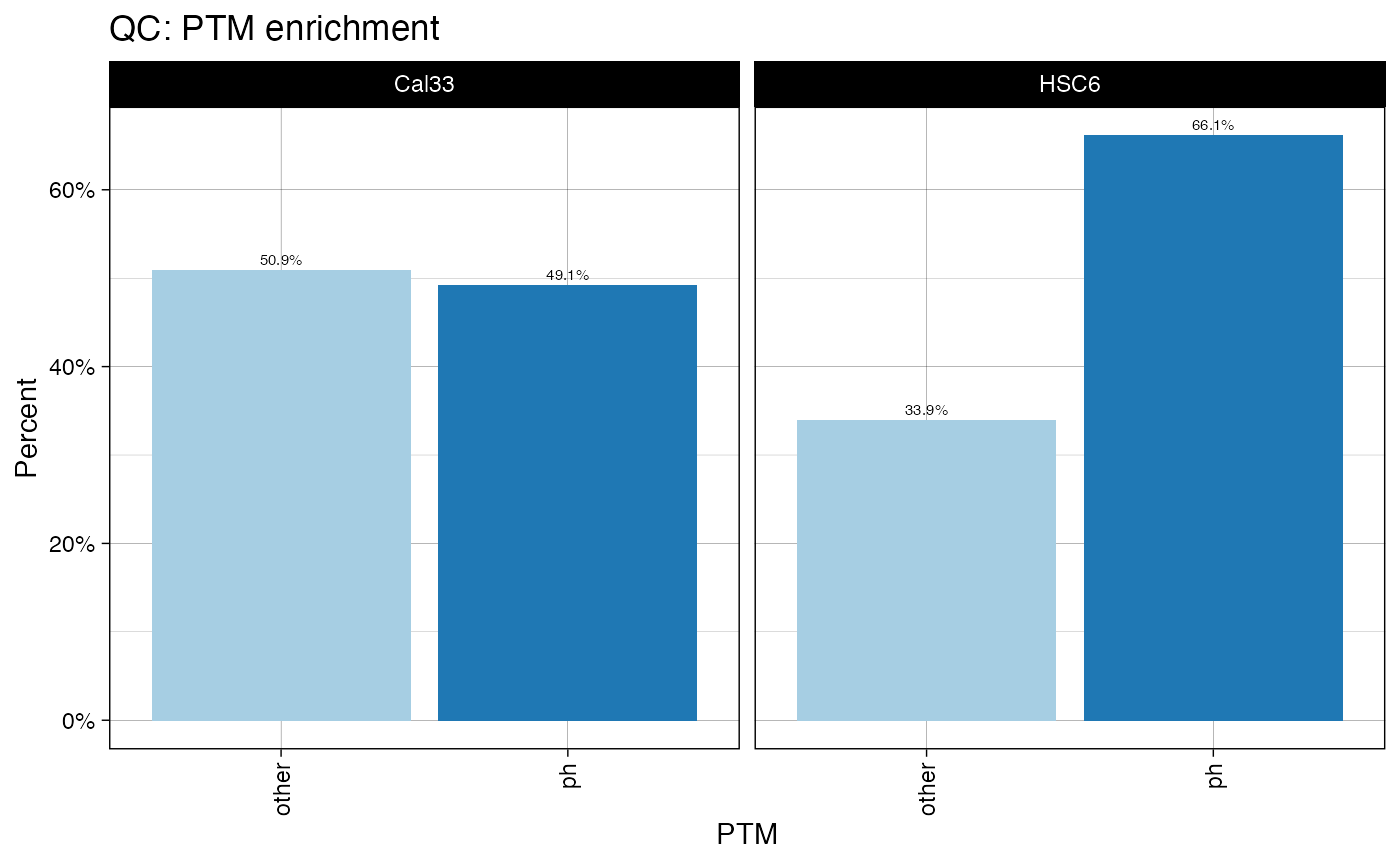 QC: PTM enrichment
Cal33
HSC6
66.1%
60%
50.9%
49.1%
40%
Percent
33.9%
20%
0%
other
ph
other
ph
PTM